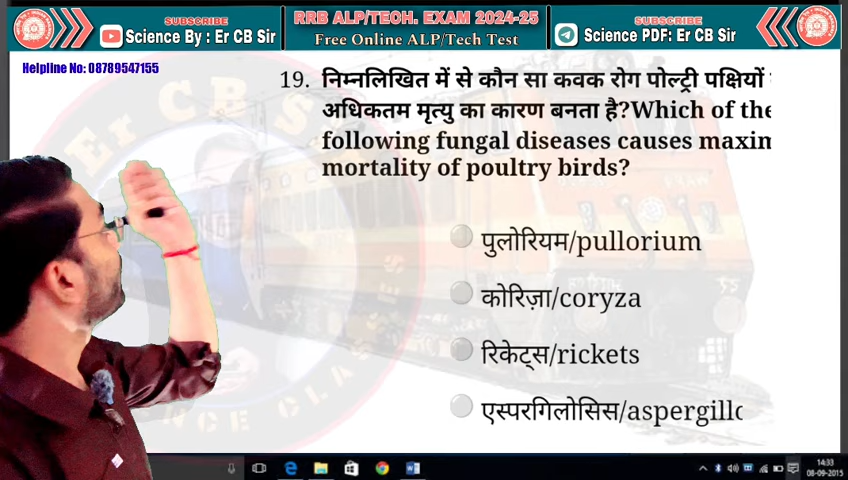 SUBSCRIBE
Science By : Er CB Sir
RRB ALP/TECH. EXAM 2024-25
Free Online ALP/Tech Test
SUBSCRIBE
Science PDF: Er CB Sir
Helpline No: 08789547155
19. निम्नलिखित में से कौन सा कवक रोग पोल्ट्री पक्षियों
अधिकतम मृत्यु का कारण बनता है?Which of the
following fungal diseases causes maxin
mortality of poultry birds?
पुलोरियम/pullorium
कोरिज़ा/coryza
रिकेट्स/rickets
एस्परगिलोसिस/aspergillo
14:33
08-09-2015